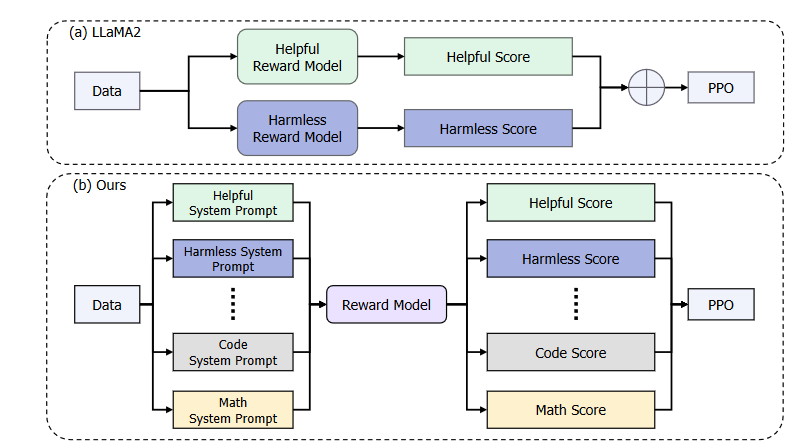 (a) LLaMA2
Data
Helpful
Reward Model
Helpful Score
Harmless
Reward Model
Harmless Score
PPO
(b) Ours
Data
Helpful
System Prompt
Harmless System
Prompt
Code
System Prompt
Math
System Prompt
Reward Model
Helpful Score
Harmless Score
Code Score
Math Score
PPO